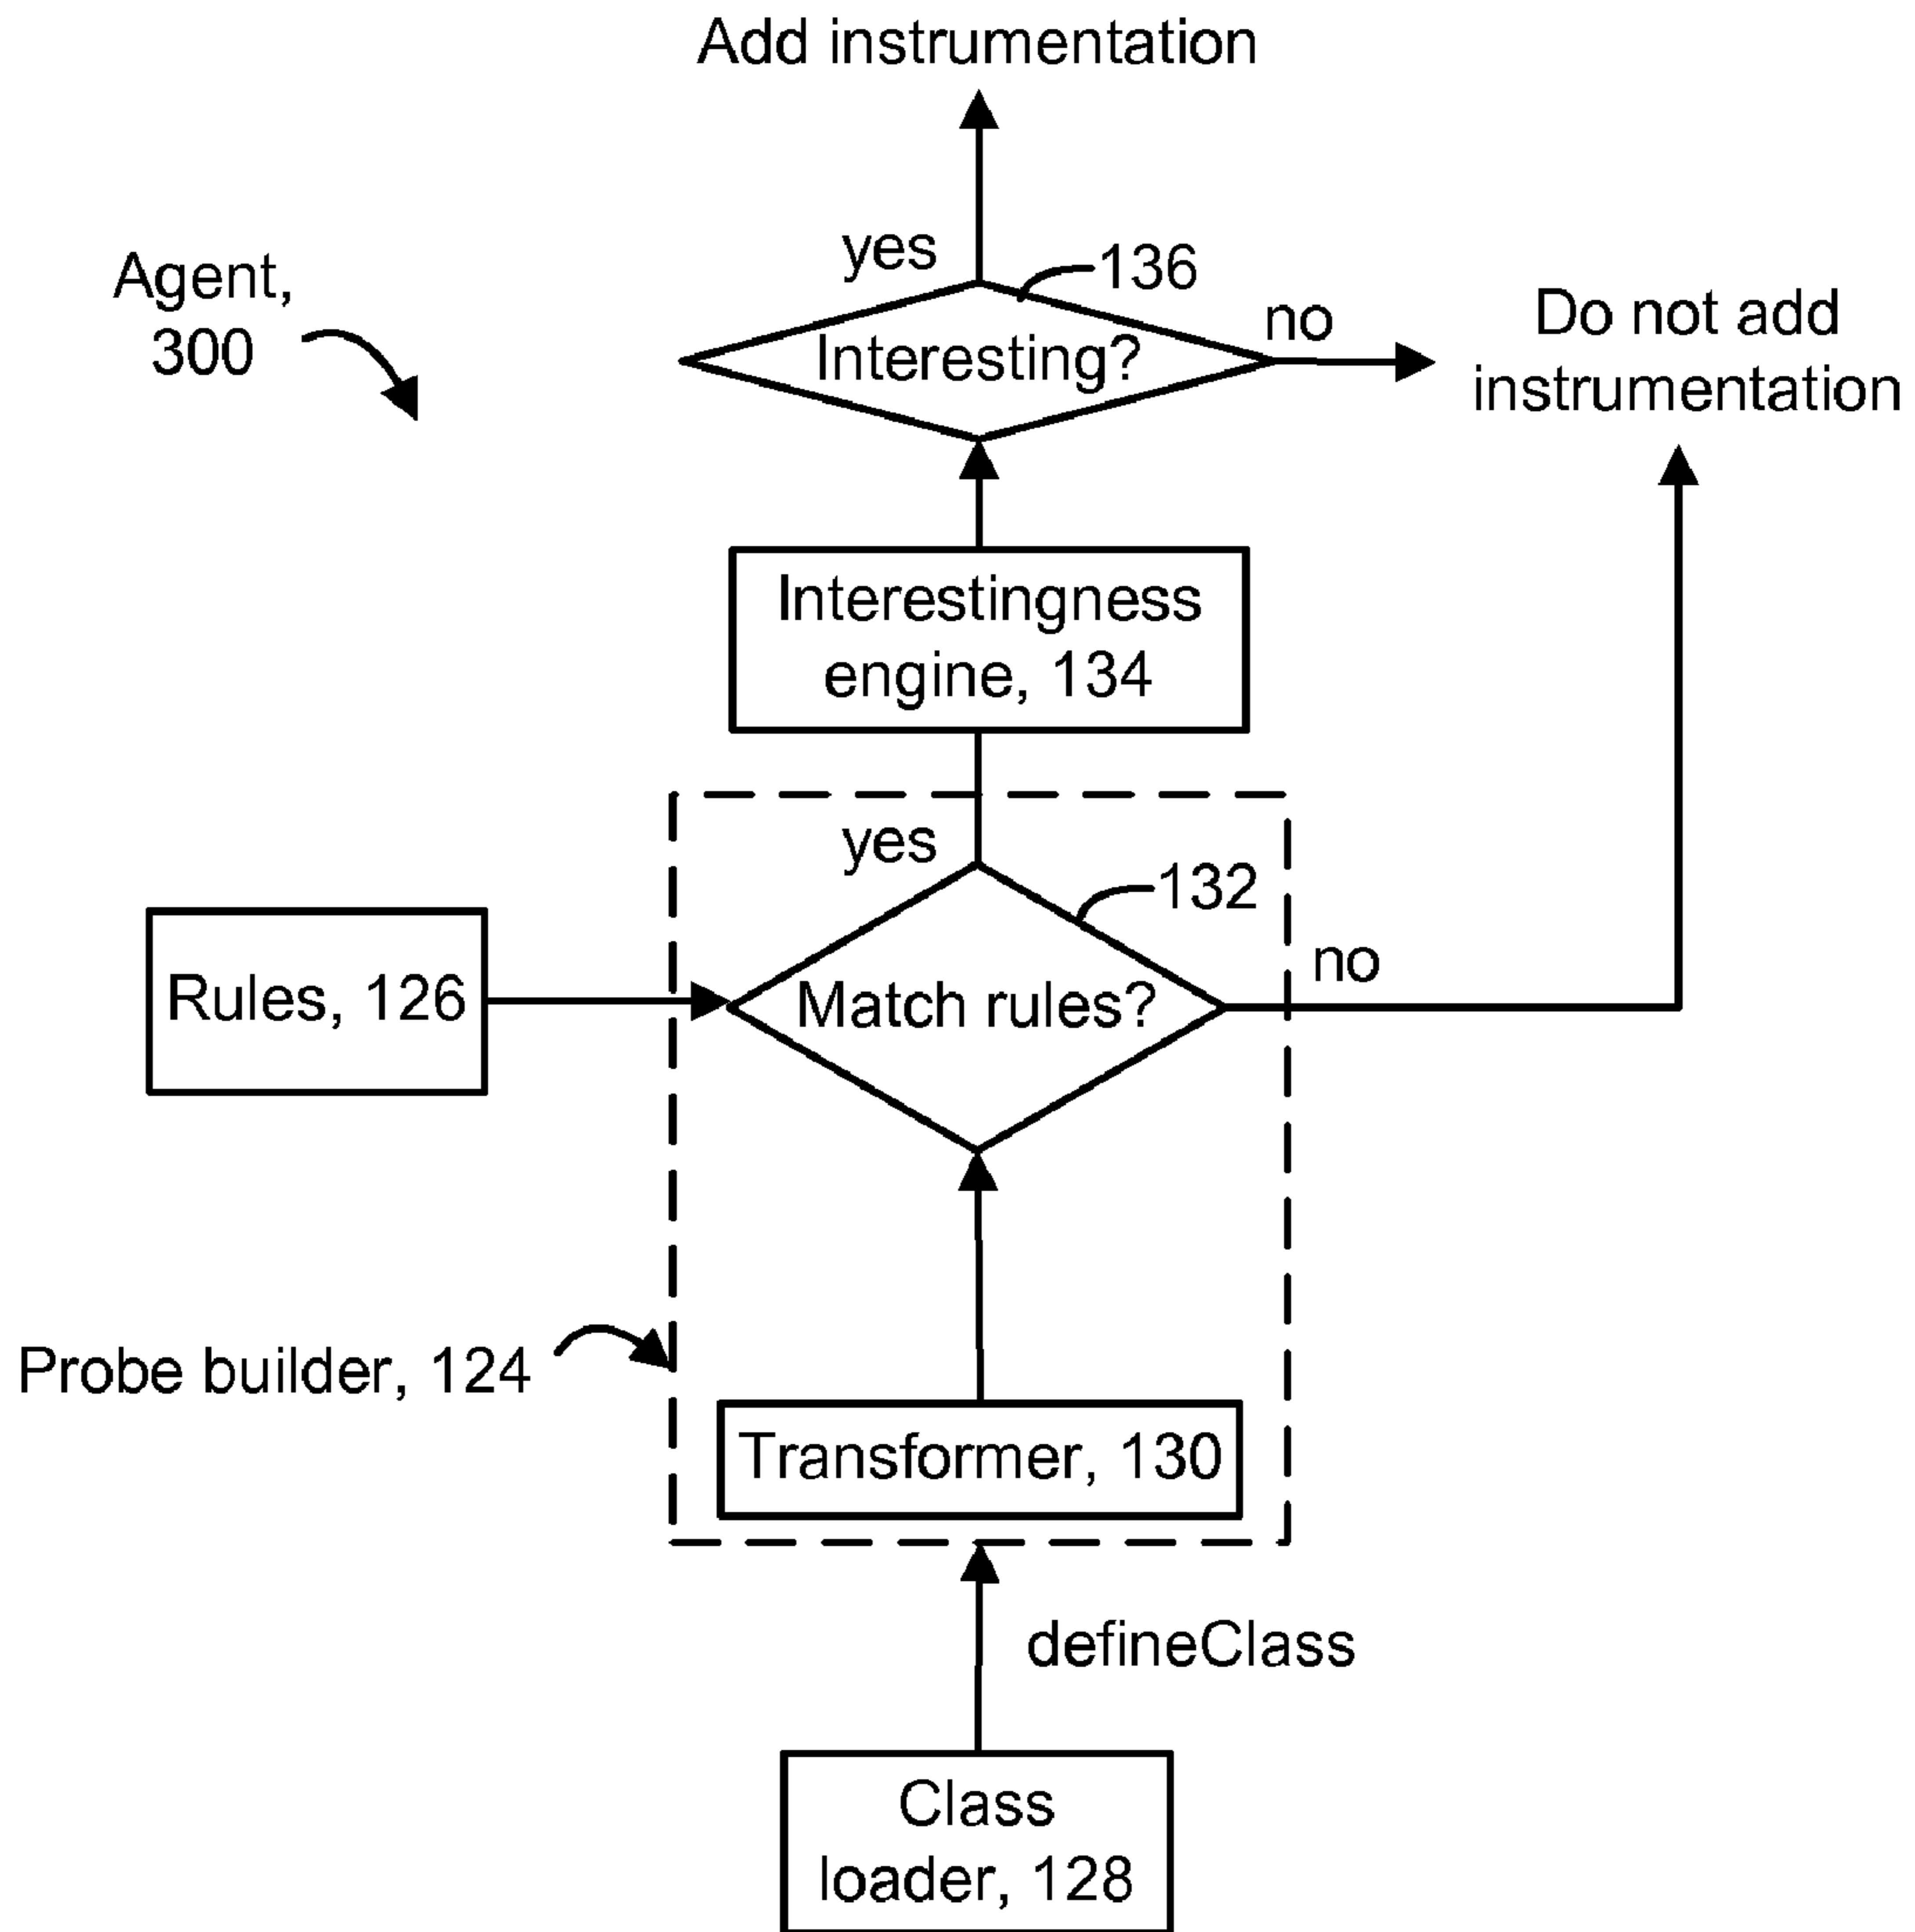 Add instrumentation
yes
136
Agent,
300
no
Do not add
instrumentation
Interesting?
Interestingness
engine, 134
yes
132
no
Rules, 126
Match rules?
Probe builder, 124
Transformer, 130
defineClass
Class
loader, 128